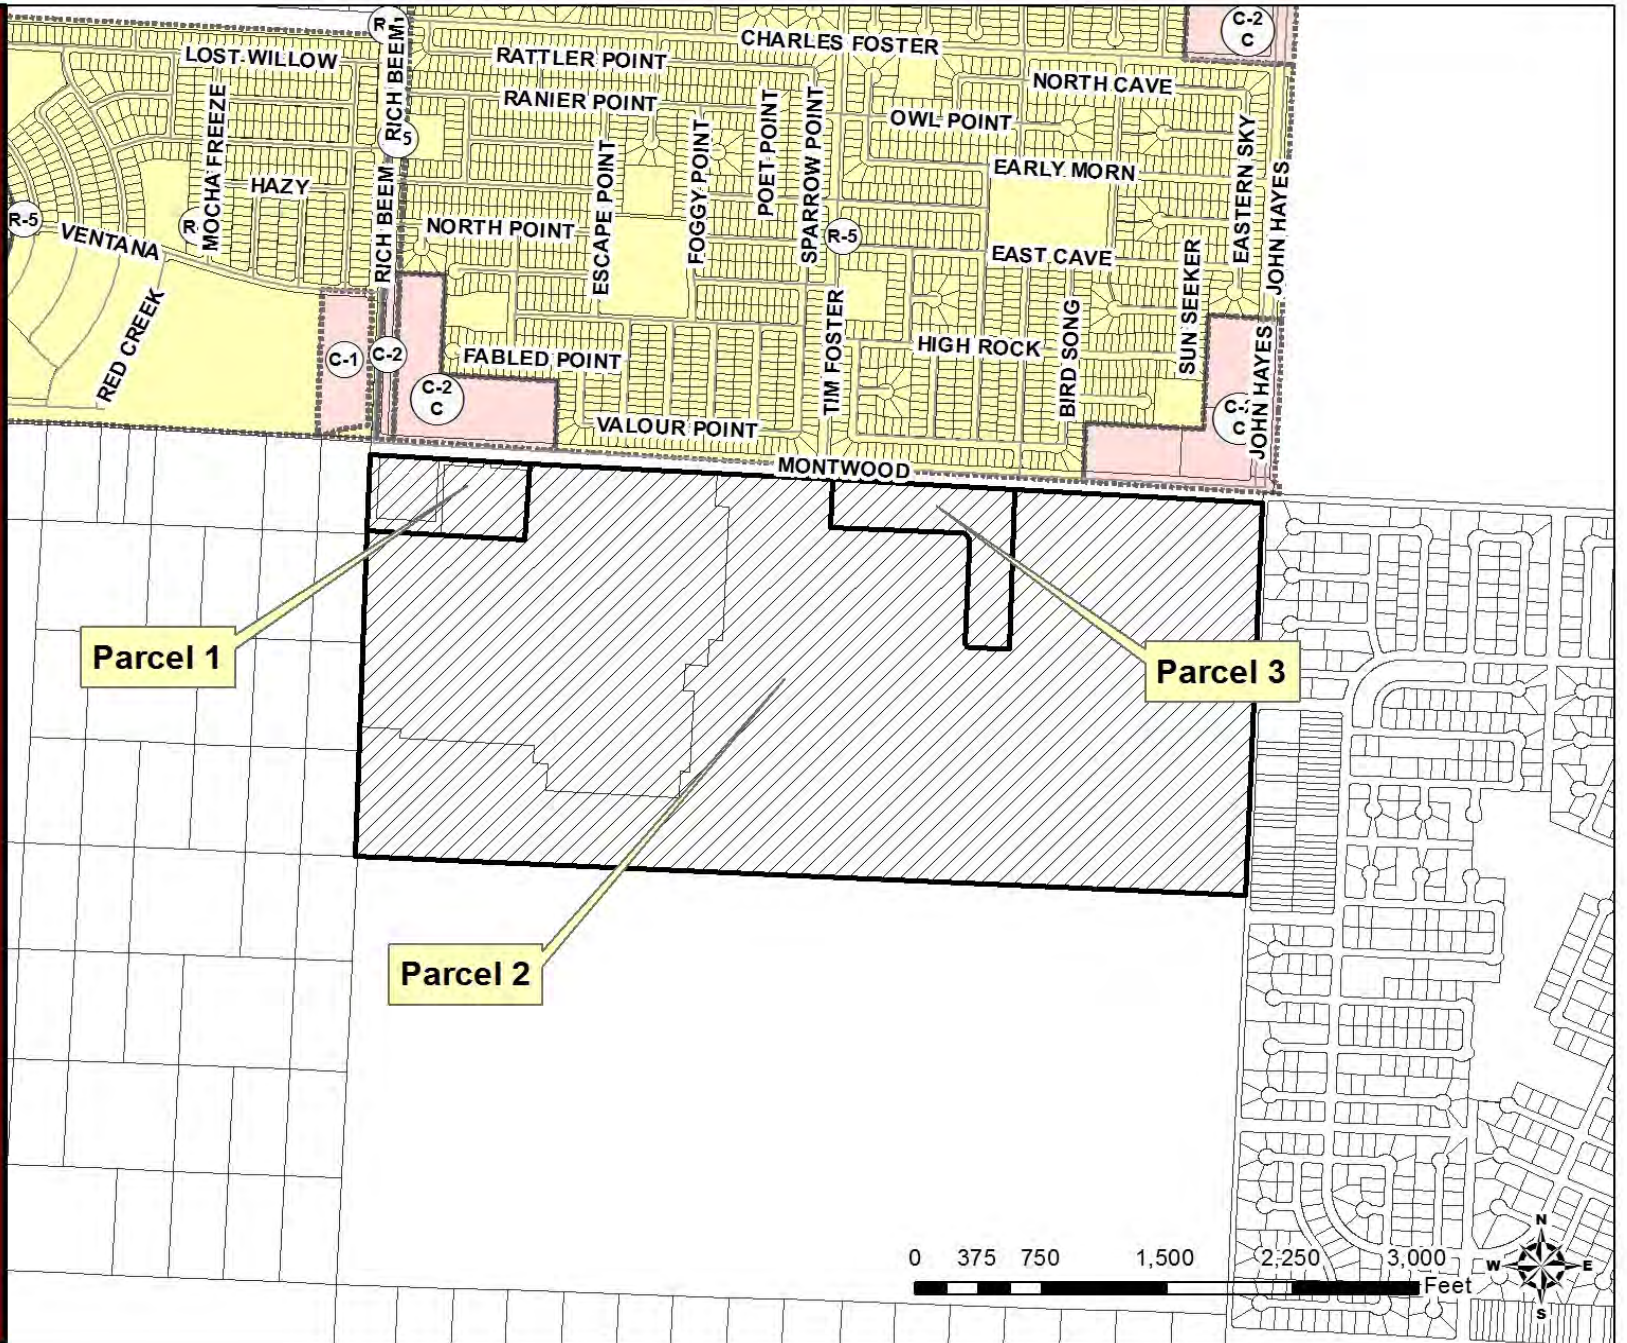 R-1
C-2
C
CHARLES FOSTER
LOST WILLOW
RATTLER POINT
RICH BEEM
NORTH CAVE
RANIER POINT
OWL POINT
MOCHA FREEZE
POET POINT
SPARROW POINT
EASTERN SKY
FOGGY POINT
ESCAPE POINT
EARLY MORN
JOHN HAYES
HAZY
RICH BEEM
R-5
VENTANA
NORTH POINT
R-5
EAST CAVE
SUN SEEKER
RED CREEK
TIM FOSTER
BIRD SONG
HIGH ROCK
JOHN HAYES
C-1
C-2
FABLED POINT
C-2
C
C
VALOUR POINT
MONTWOOD
Parcel 1
Parcel 3
Parcel 2
N
W
E
S
0 375 750 1,500 2,250 3,000
Feet